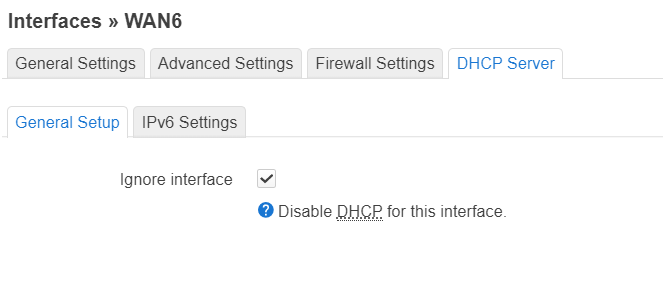 Interfaces » WAN6
General Settings Advanced Settings Firewall Settings DHCP Server
General Setup IPv6 Settings
Ignore interface
Disable DHCP for this interface.